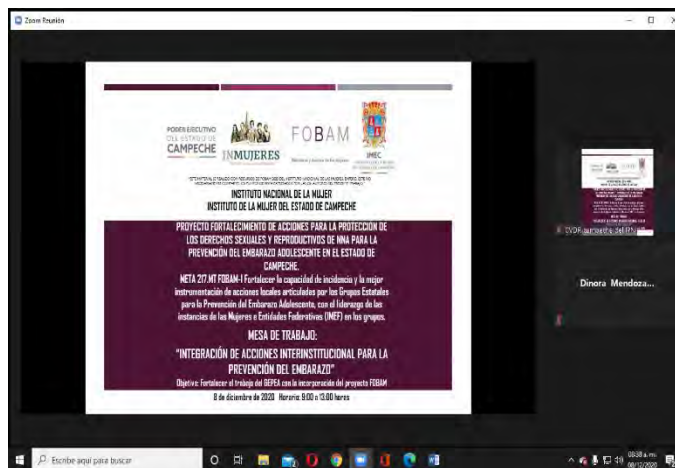 Zoom Reunión
PODER EJECUTIVO
DEL ESTADO DE
CAMPECHE
INMUJERES
FOBAM
IMEC
INSTITUTO NACIONAL DE LA MUJER
INSTITUTO DE LA MUJER DEL ESTADO DE CAMPECHE
PROYECTO FORTALECIMIENTO DE ACCIONES PARA LA PROTECCIÓN DE
LOS DERECHOS SEXUALES Y REPRODUCTIVOS DE NNA PARA LA
PREVENCIÓN DEL EMBARAZO ADOLESCENTE EN EL ESTADO DE
CAMPECHE.
META 217.MT FOBAM-I Fortalecer la capacidad de incidencia y la mejor
instrumentación de acciones locales articuladas por los Grupos Estatales
para la Prevención del Embarazo Adolescente, con el liderazgo de las
instancias de las Mujeres e Entidades Federativas (IMEF) en los grupos.
MESA DE TRABAJO:
"INTEGRACIÓN DE ACCIONES INTERINSTITUCIONAL PARA LA
PREVENCIÓN DEL EMBARAZO"
Objetivo: Fortalecer el trabajo del GEPEA con la incorporación del proyecto FOBAM
8 de diciembre de 2020 Horario: 9:00 a 13:00 horas
Dinora Mendoza...
Escribe aquí para buscar
08:38 a. m.
08/12/2020